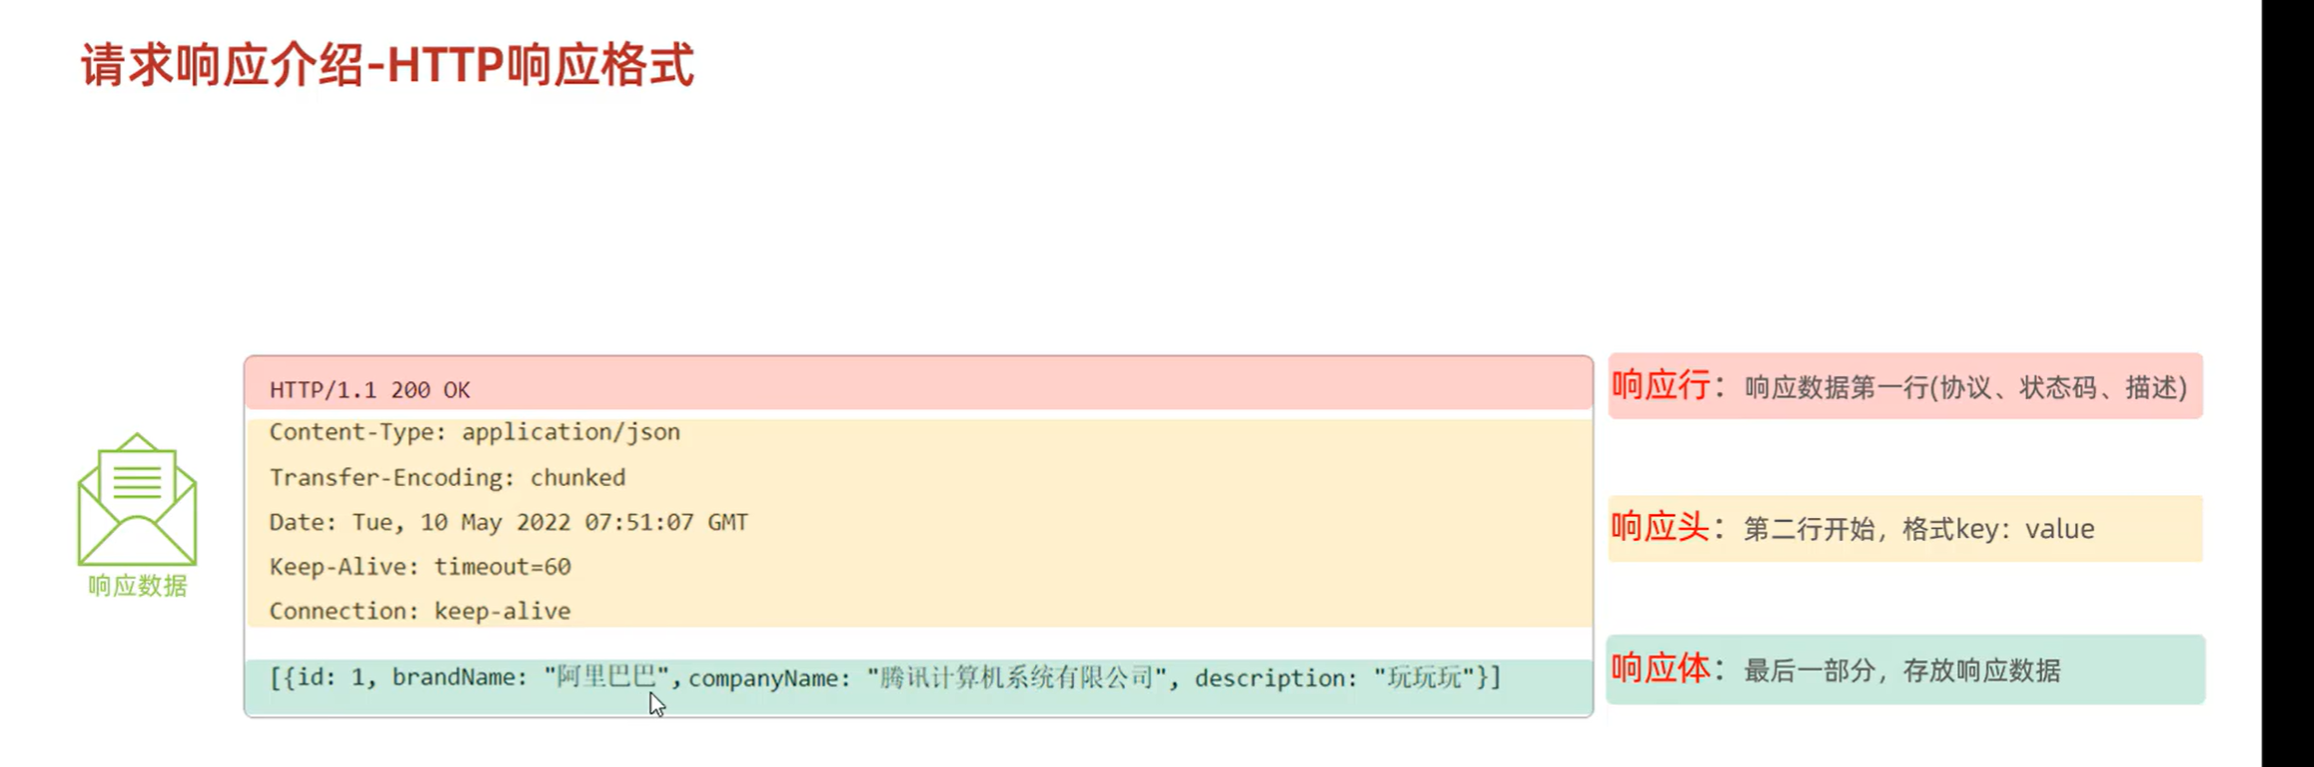 请求响应介绍-HTTP响应格式
HTTP/1.1 200 OK
Content-Type: application/json
Transfer-Encoding: chunked
Date: Tue, 10 May 2022 07:51:07 GMT
Keep-Alive: timeout=60
Connection: keep-alive
[{id: 1, brandName: "阿里巴巴",companyName: "腾讯计算机系统有限公司", description: "玩玩玩"}]
响应数据
响应行：响应数据第一行(协议、状态码、描述)
响应头：第二行开始，格式key：value
响应体：最后一部分，存放响应数据